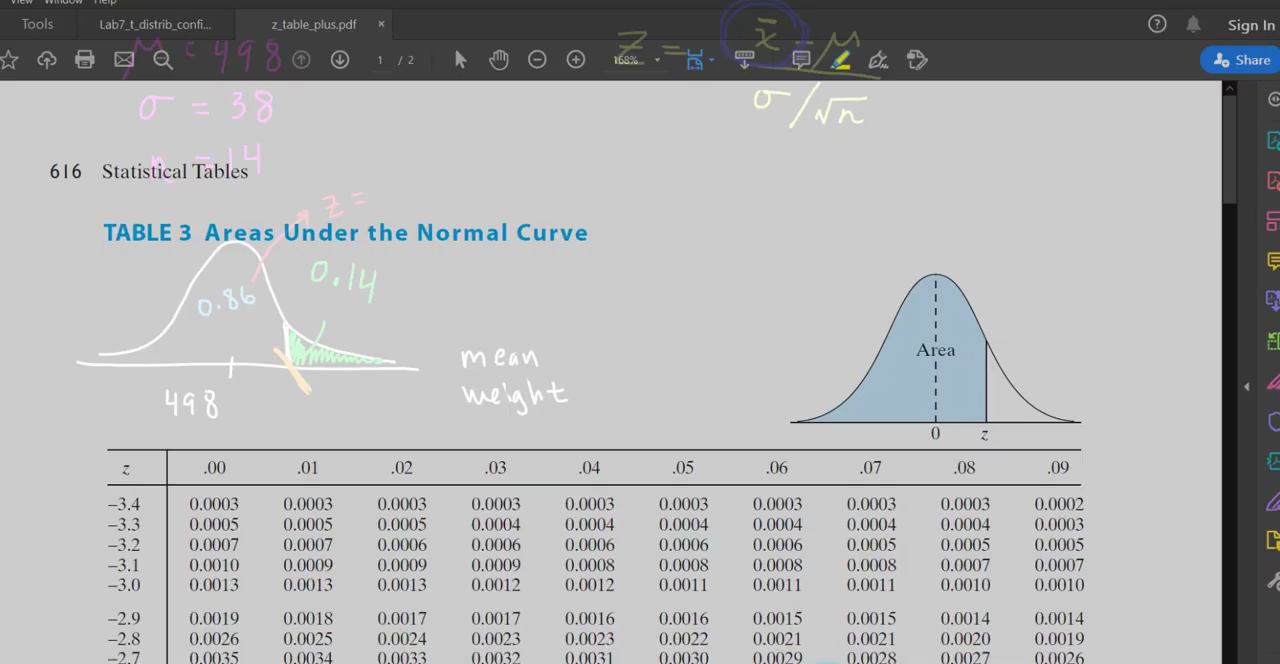 View Window Help
Tools Lab7_t_distrib_confi... z_table_plus.pdf × Sign In
1 / 2 168% Share
μ = 498
z = x̄ - μ
σ/√n
σ = 38
n = 14
616 Statistical Tables
z =
TABLE 3 Areas Under the Normal Curve
0.14
0.86
mean
weight
498
Area
0 z
z .00 .01 .02 .03 .04 .05 .06 .07 .08 .09
–3.4 0.0003 0.0003 0.0003 0.0003 0.0003 0.0003 0.0003 0.0003 0.0003 0.0002
–3.3 0.0005 0.0005 0.0005 0.0004 0.0004 0.0004 0.0004 0.0004 0.0004 0.0003
–3.2 0.0007 0.0007 0.0006 0.0006 0.0006 0.0006 0.0006 0.0005 0.0005 0.0005
–3.1 0.0010 0.0009 0.0009 0.0009 0.0008 0.0008 0.0008 0.0008 0.0007 0.0007
–3.0 0.0013 0.0013 0.0013 0.0012 0.0012 0.0011 0.0011 0.0011 0.0010 0.0010
–2.9 0.0019 0.0018 0.0017 0.0017 0.0016 0.0016 0.0015 0.0015 0.0014 0.0014
–2.8 0.0026 0.0025 0.0024 0.0023 0.0023 0.0022 0.0021 0.0021 0.0020 0.0019
–2.7 0.0035 0.0034 0.0033 0.0032 0.0031 0.0030 0.0029 0.0028 0.0027 0.0026